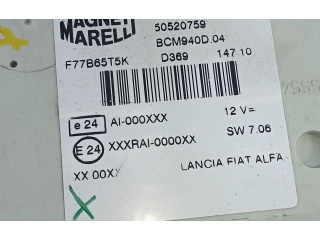 MAGNETI
MARELLI
50520759
BCM940D.04
F77B65T5K D369 147 10
e 24 AI-000XXX 12 V=
E 24 XXXRAI-0000XX SW 7.06
XX 00XX LANCIA FIAT ALFA